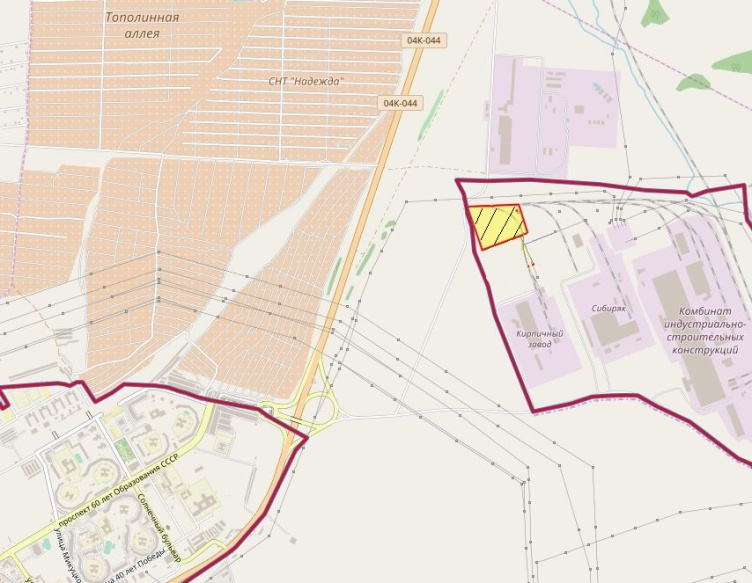 Тополинная
аллея
04К-044
СНТ "Надежда"
04К-044
Кирпичный
завод
Сибиряк
Комбинат
индустриально-
строительных
конструкций
проспект 60 лет Образования СССР
Солнечный бульвар
40 лет Победы